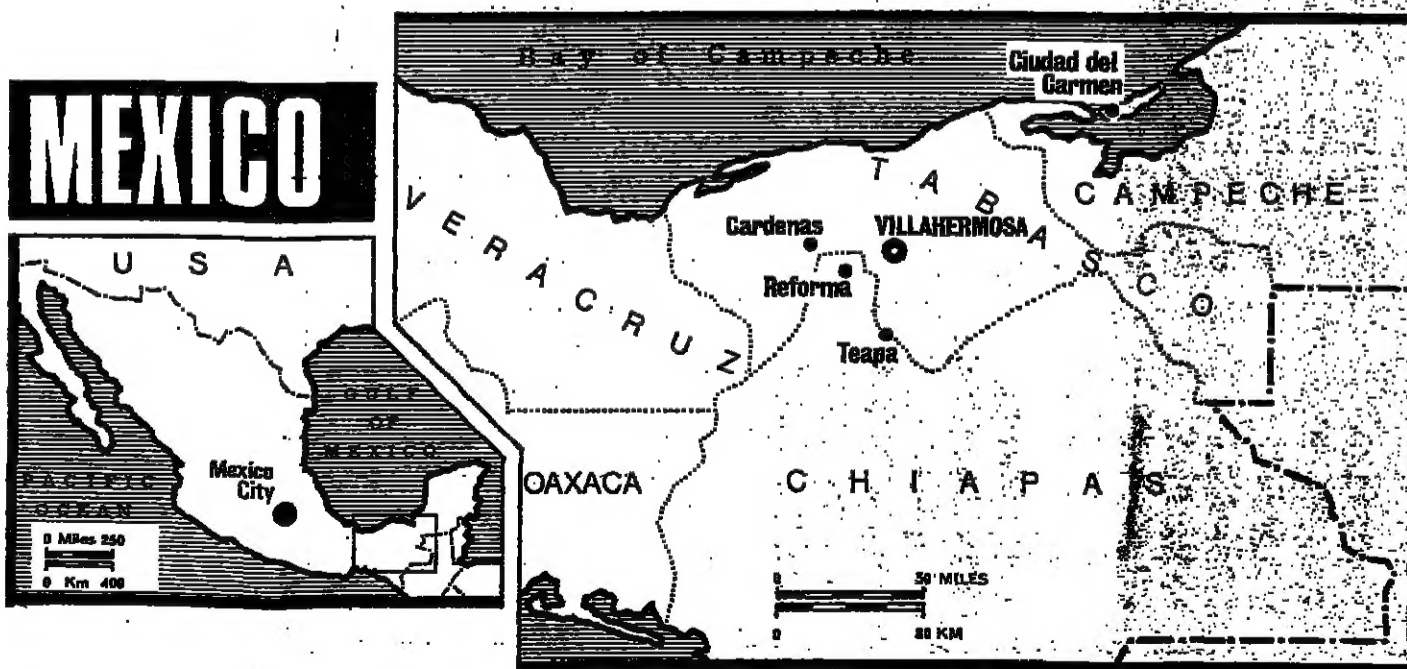 MEXICO
U S A
GULF
OF
MEXICO
Mexico
City
PACIFIC
OCEAN
0 Miles 250
0 Km 400
Bay of Campeche
Ciudad del
Carmen
TABASCO
CAMPECHE
VERACRUZ
Cardenas
VILLAHERMOSA
Reforma
Teapa
OAXACA
CHIAPAS
0 50 MILES
0 80 KM